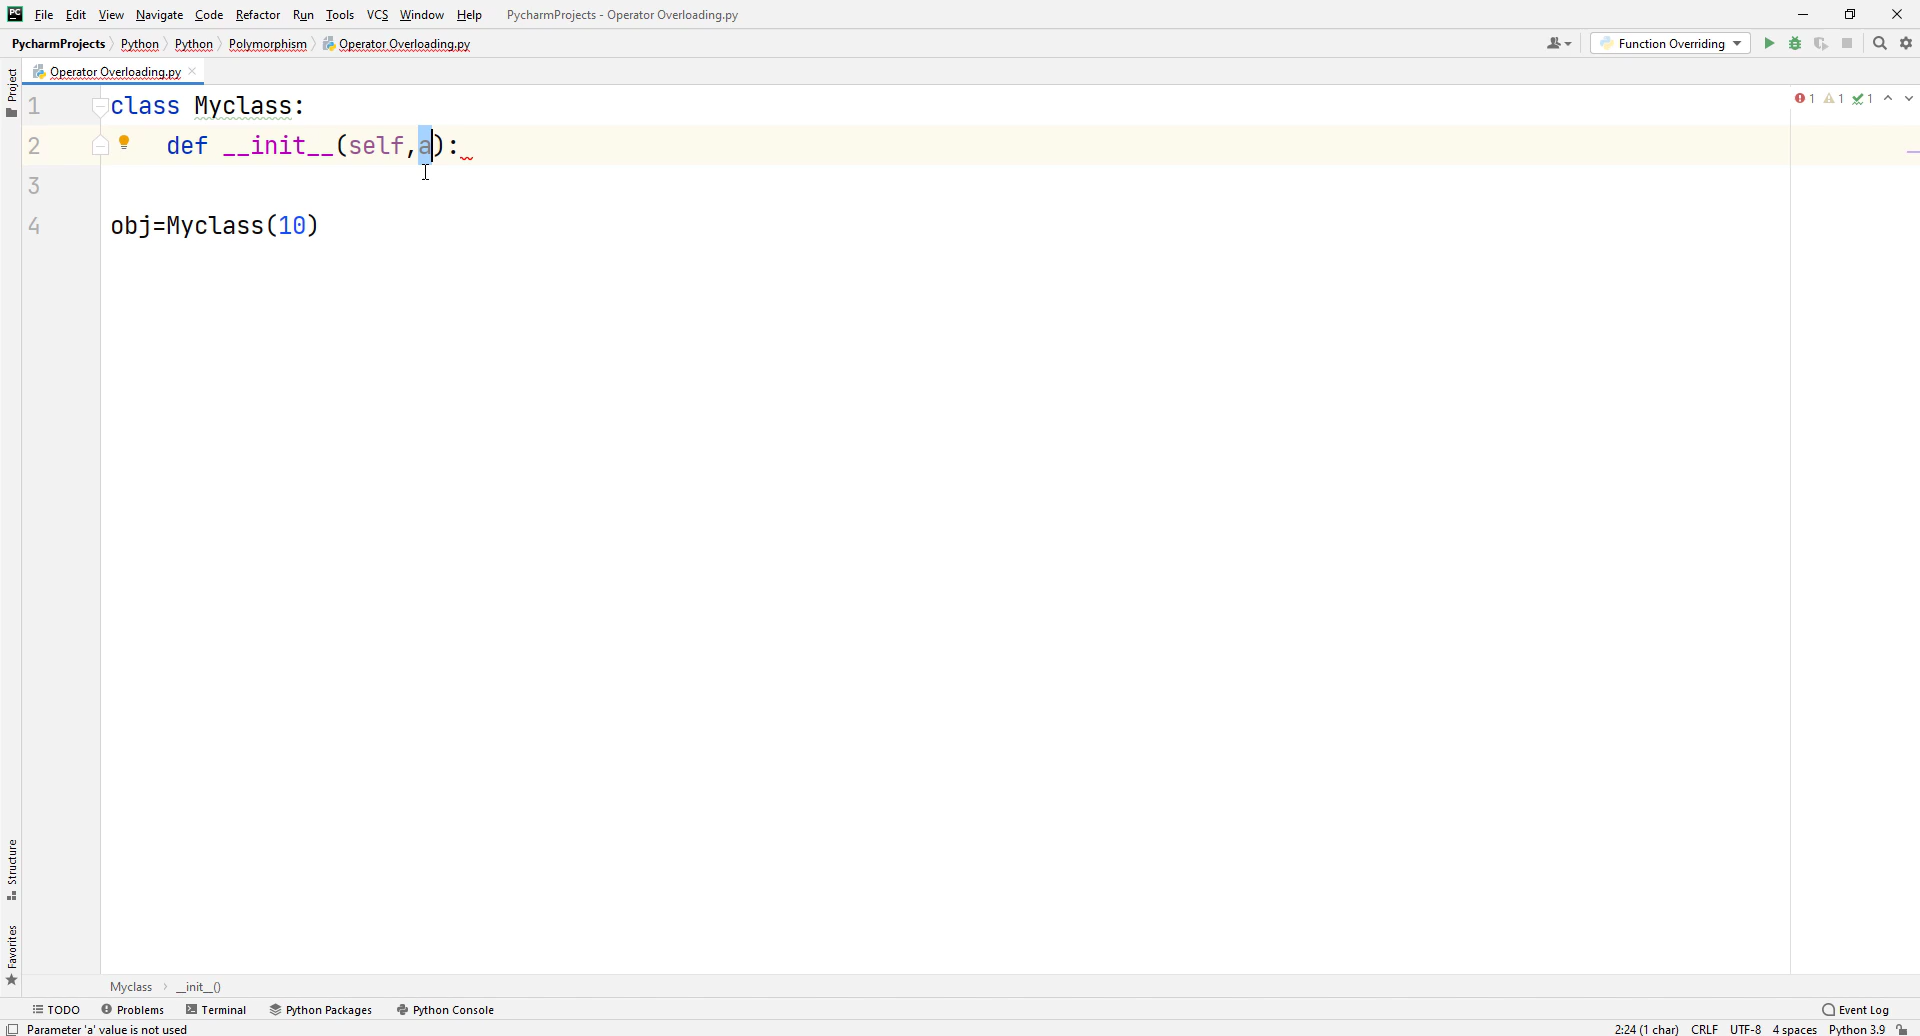 PC File Edit View Navigate Code Refactor Run Tools VCS Window Help PycharmProjects - Operator Overloading.py
PycharmProjects Python Python Polymorphism Operator Overloading.py Function Overriding
Project Operator Overloading.py
1 class Myclass: 1 1 1
2 def __init__(self,a):
3
4 obj=Myclass(10)
Structure
Favorites
Myclass __init__()
TODO Problems Terminal Python Packages Python Console Event Log
Parameter 'a' value is not used 2:24 (1 char) CRLF UTF-8 4 spaces Python 3.9